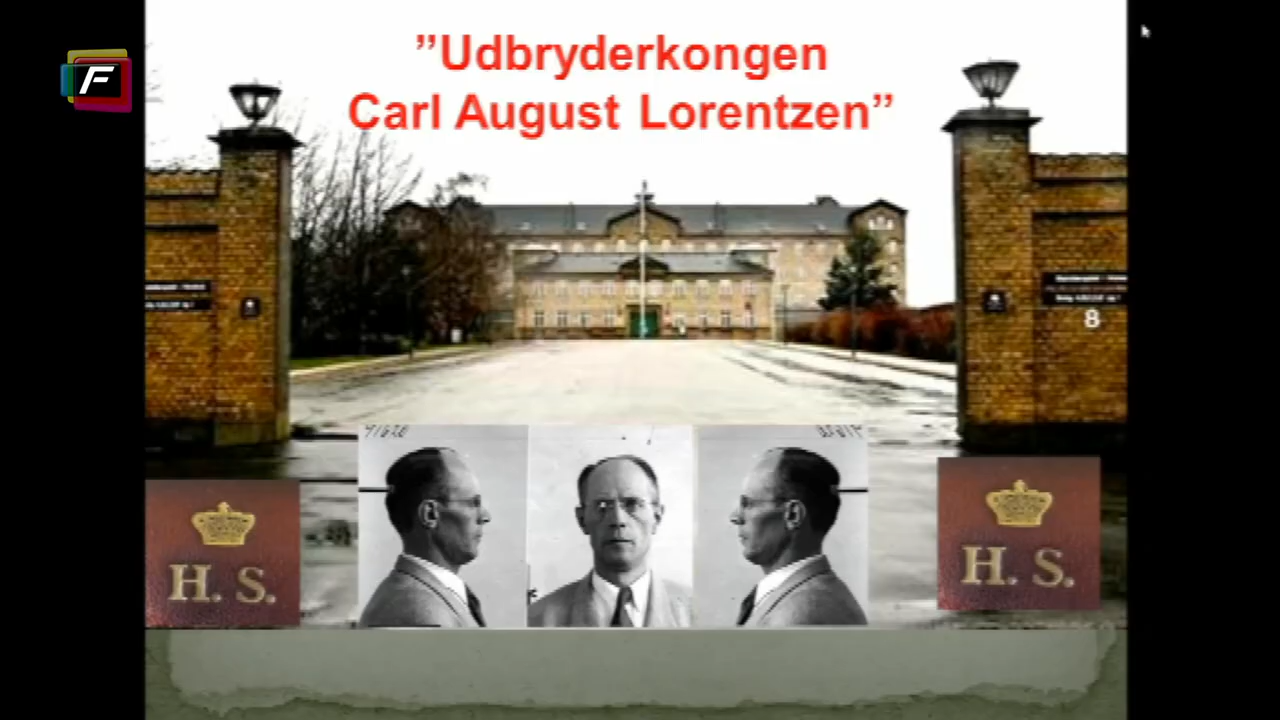 F
”Udbryderkongen
Carl August Lorentzen”
8
H. S.
H. S.